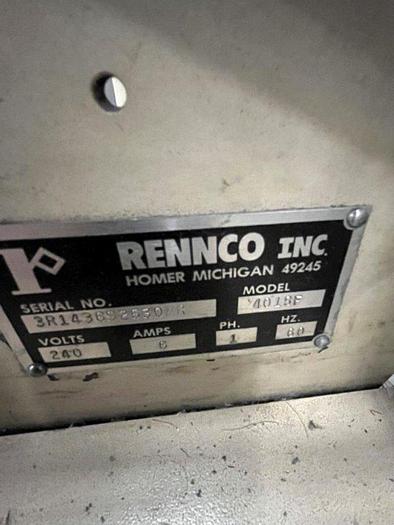 r
RENNCO INC.
HOMER MICHIGAN 49245
SERIAL NO. MODEL
VOLTS AMPS PH. HZ.
240 6 1 60